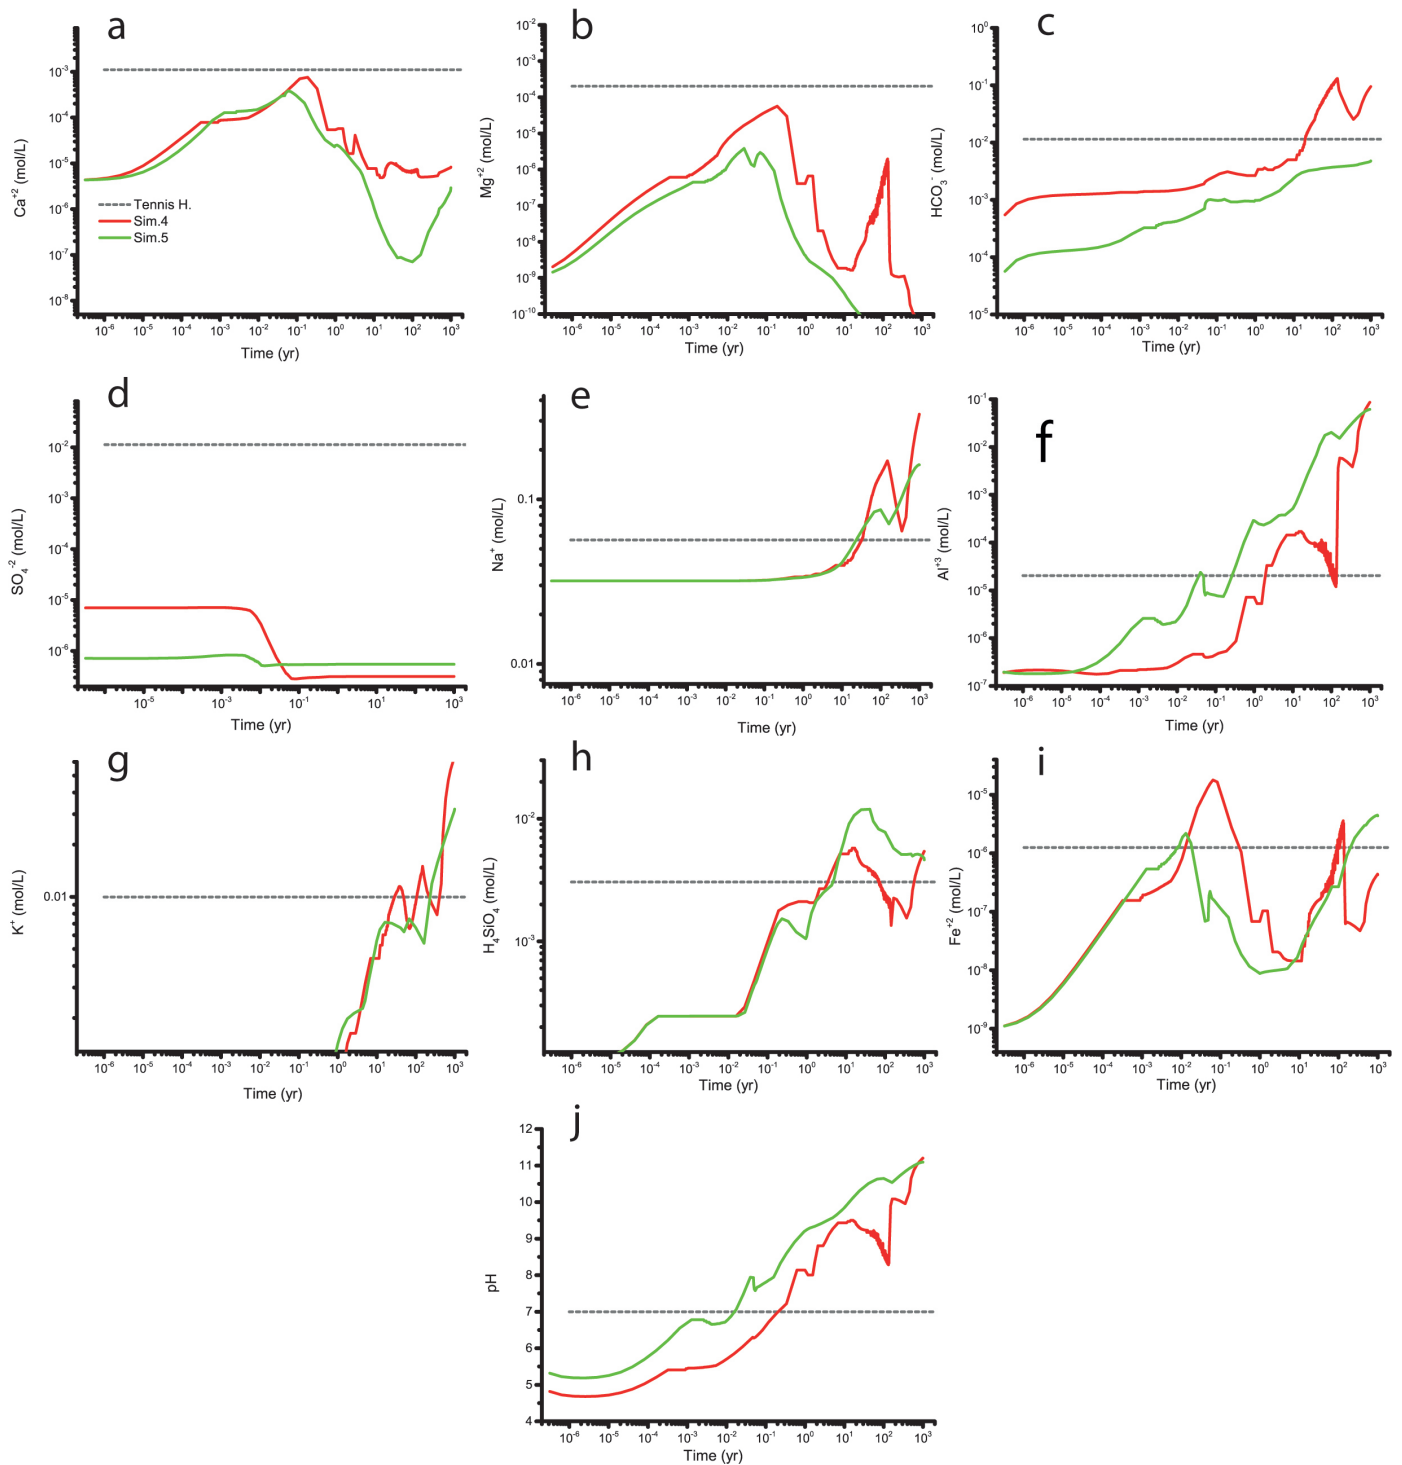 a
10⁻³
10⁻⁴
10⁻⁵
10⁻⁶
10⁻⁷
10⁻⁸
Ca⁺² (mol/L)
Tennis H.
Sim.4
Sim.5
10⁻⁶ 10⁻⁵ 10⁻⁴ 10⁻³ 10⁻² 10⁻¹ 10⁰ 10¹ 10² 10³
Time (yr)
b
10⁻²
10⁻³
10⁻⁴
10⁻⁵
10⁻⁶
10⁻⁷
10⁻⁸
10⁻⁹
10⁻¹⁰
Mg⁺² (mol/L)
10⁻⁶ 10⁻⁵ 10⁻⁴ 10⁻³ 10⁻² 10⁻¹ 10⁰ 10¹ 10² 10³
Time (yr)
c
10⁰
10⁻¹
10⁻²
10⁻³
10⁻⁴
10⁻⁵
HCO₃⁻ (mol/L)
10⁻⁶ 10⁻⁵ 10⁻⁴ 10⁻³ 10⁻² 10⁻¹ 10⁰ 10¹ 10² 10³
Time (yr)
d
10⁻²
10⁻³
10⁻⁴
10⁻⁵
10⁻⁶
SO₄⁻² (mol/L)
10⁻⁵ 10⁻³ 10⁻¹ 10¹ 10³
Time (yr)
e
0.1
0.01
Na⁺ (mol/L)
10⁻⁶ 10⁻⁵ 10⁻⁴ 10⁻³ 10⁻² 10⁻¹ 10⁰ 10¹ 10² 10³
Time (yr)
f
10⁻¹
10⁻²
10⁻³
10⁻⁴
10⁻⁵
10⁻⁶
10⁻⁷
Al⁺³ (mol/L)
10⁻⁶ 10⁻⁵ 10⁻⁴ 10⁻³ 10⁻² 10⁻¹ 10⁰ 10¹ 10² 10³
Time (yr)
g
0.01
K⁺ (mol/L)
10⁻⁶ 10⁻⁵ 10⁻⁴ 10⁻³ 10⁻² 10⁻¹ 10⁰ 10¹ 10² 10³
Time (yr)
h
10⁻²
10⁻³
H₄SiO₄ (mol/L)
10⁻⁶ 10⁻⁵ 10⁻⁴ 10⁻³ 10⁻² 10⁻¹ 10⁰ 10¹ 10² 10³
Time (yr)
i
10⁻⁵
10⁻⁶
10⁻⁷
10⁻⁸
10⁻⁹
Fe⁺² (mol/L)
10⁻⁶ 10⁻⁵ 10⁻⁴ 10⁻³ 10⁻² 10⁻¹ 10⁰ 10¹ 10² 10³
Time (yr)
j
12
11
10
9
8
7
6
5
4
pH
10⁻⁶ 10⁻⁵ 10⁻⁴ 10⁻³ 10⁻² 10⁻¹ 10⁰ 10¹ 10² 10³
Time (yr)